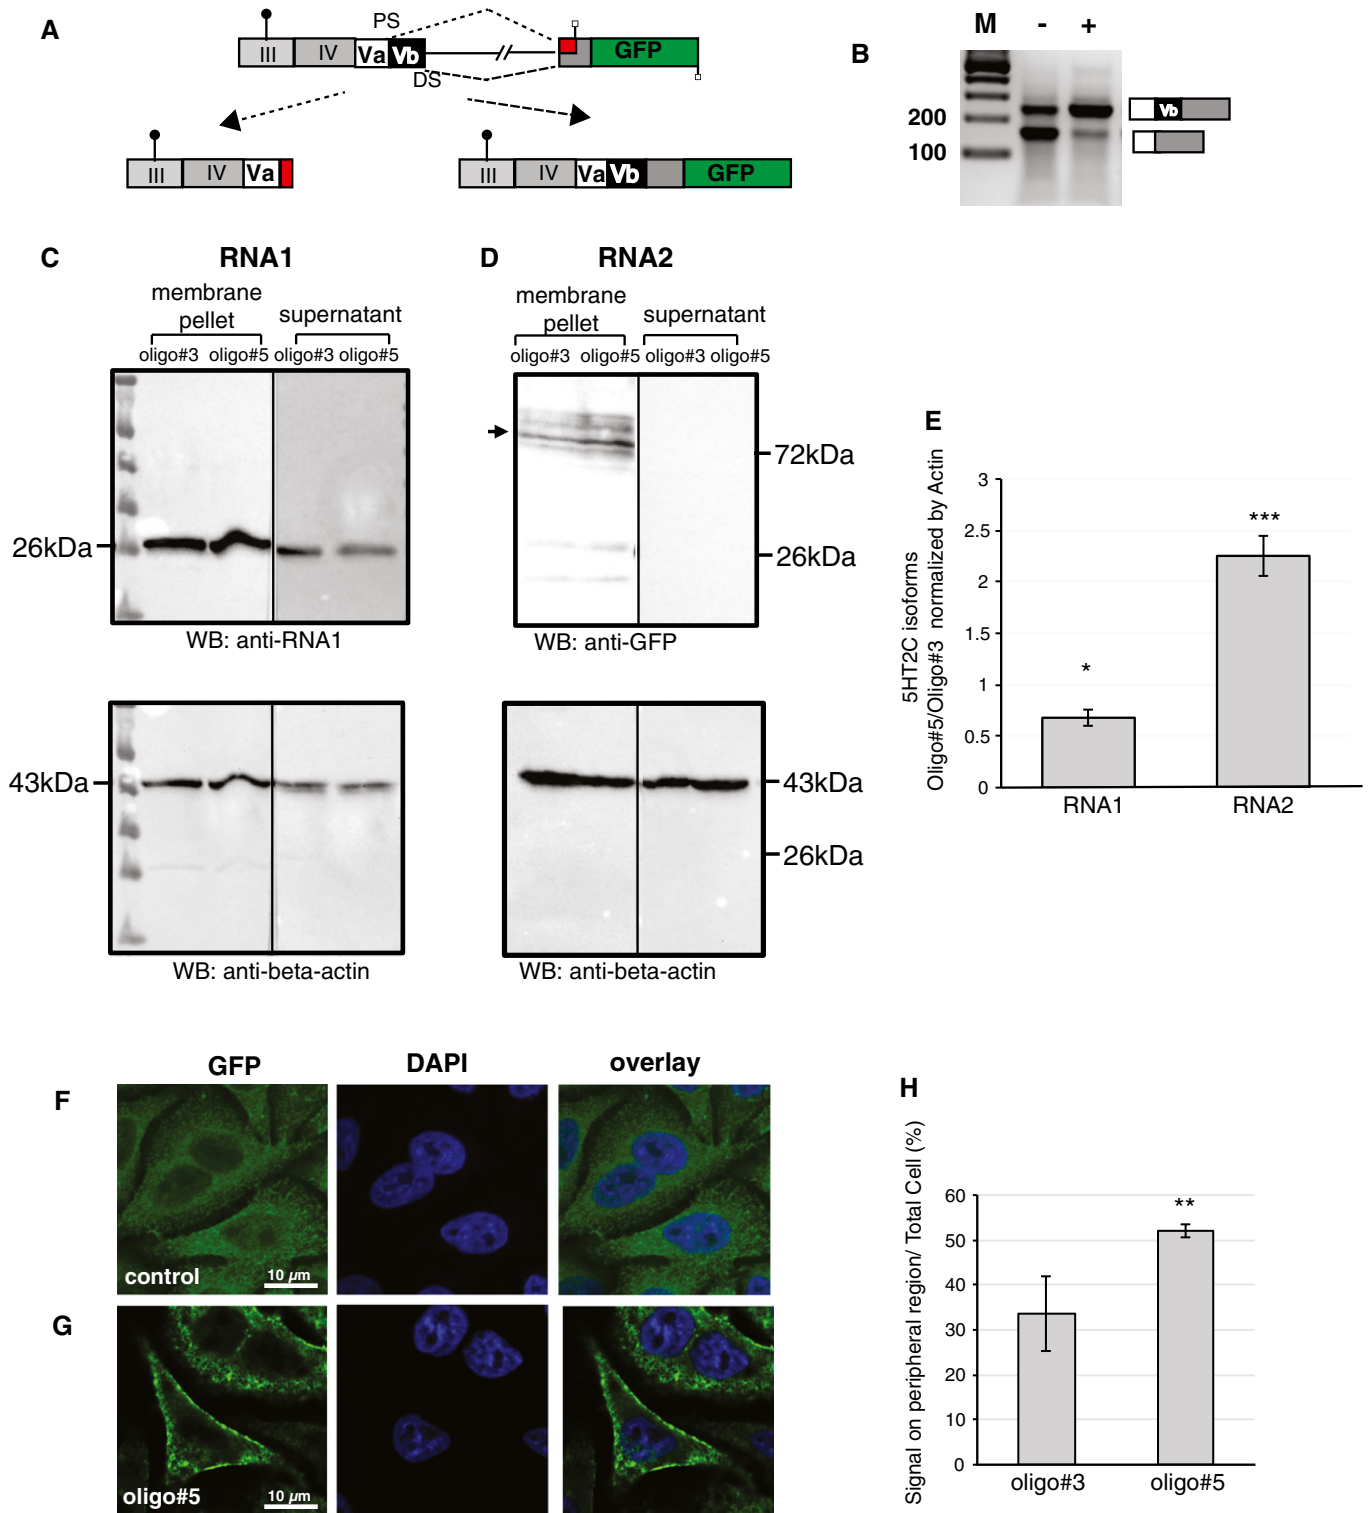 A
PS
III IV Va Vb GFP
DS
III IV Va
III IV Va Vb GFP
B
M - +
200
100
Vb
C RNA1
membrane pellet
supernatant
oligo#3 oligo#5 oligo#3 oligo#5
26kDa
WB: anti-RNA1
43kDa
WB: anti-beta-actin
D RNA2
membrane pellet
supernatant
oligo#3 oligo#5 oligo#3 oligo#5
72kDa
26kDa
WB: anti-GFP
43kDa
26kDa
WB: anti-beta-actin
E
5HT2C isoforms
Oligo#5/Oligo#3 normalized by Actin
3
2.5
2
1.5
1
0.5
0
*
***
RNA1 RNA2
GFP DAPI overlay
F
control 10 µm
G
oligo#5 10 µm
H
Signal on peripheral region/ Total Cell (%)
60
50
40
30
20
10
0
**
oligo#3 oligo#5